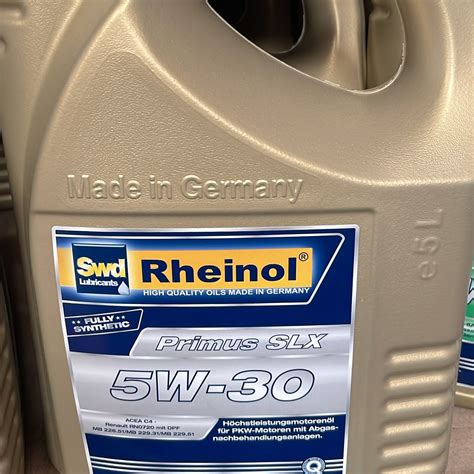 Made in Germany
e5L
Swd
Lubricants
Rheinol®
HIGH QUALITY OILS MADE IN GERMANY
FULLY
SYNTHETIC
Primus SLX
5W-30
ACEA C4
Renault RN0720 mit DPF
MB 226.51/MB 229.31/MB 229.51
Höchstleistungsmotorenöl
für PKW-Motoren mit Abgas-
nachbehandlungsanlagen.
Q